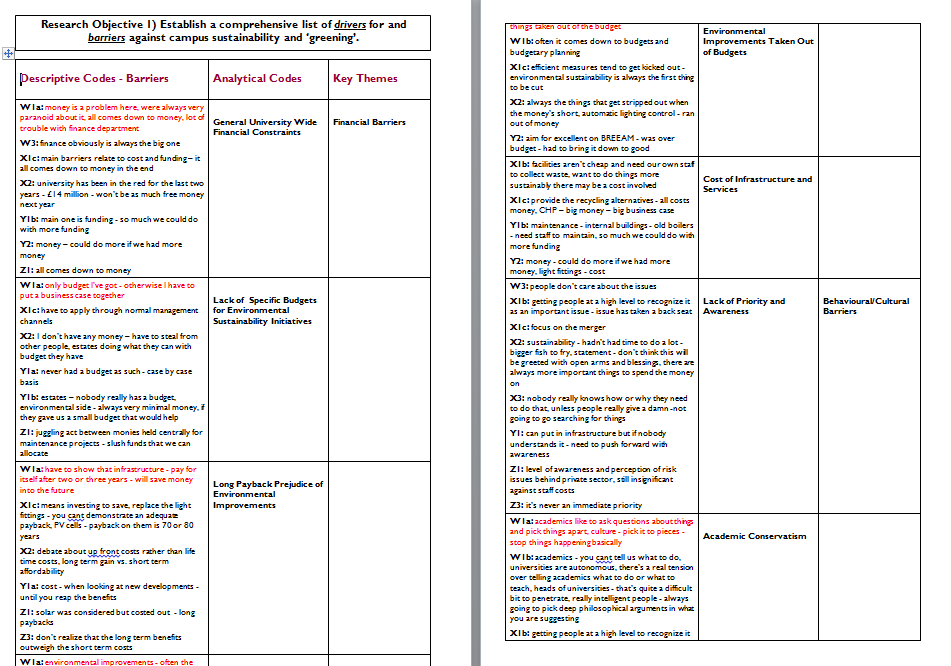 Research Objective 1) Establish a comprehensive list of drivers for and
barriers against campus sustainability and ‘greening’.
Descriptive Codes - Barriers
Analytical Codes
Key Themes
W1a: money is a problem here, were always very
paranoid about it, all comes down to money, lot of
trouble with finance department
W3: finance obviously is always the big one
X1c: main barriers relate to cost and funding – it
all comes down to money in the end
X2: university has been in the red for the last two
years - £14 million - won’t be as much free money
next year
Y1b: main one is funding - so much we could do
with more funding
Y2: money – could do more if we had more
money
Z1: all comes down to money
General University Wide
Financial Constraints
Financial Barriers
W1a: only budget I’ve got - otherwise I have to
put a business case together
X1c: have to apply through normal management
channels
X2: I don’t have any money – have to steal from
other people, estates doing what they can with
budget they have
Y1a: never had a budget as such - case by case
basis
Y1b: estates – nobody really has a budget,
environmental side - always very minimal money, if
they gave us a small budget that would help
Z1: juggling act between monies held centrally for
maintenance projects - slush funds that we can
allocate
Lack of Specific Budgets
for Environmental
Sustainability Initiatives
W1a: have to show that infrastructure - pay for
itself after two or three years - will save money
into the future
X1c: means investing to save, replace the light
fittings - you cant demonstrate an adequate
payback, PV cells - payback on them is 70 or 80
years
X2: debate about up front costs rather than life
time costs, long term gain vs. short term
affordability
Y1a: cost - when looking at new developments -
until you reap the benefits
Z1: solar was considered but costed out - long
paybacks
Z3: don’t realize that the long term benefits
outweigh the short term costs
Long Payback Prejudice of
Environmental
Improvements
W1a: environmental improvements - often the
things taken out of the budget
W1b: often it comes down to budgets and
budgetary planning
X1c: efficient measures tend to get kicked out -
environmental sustainability is always the first thing
to be cut
X2: always the things that get stripped out when
the money’s short, automatic lighting control - ran
out of money
Y2: aim for excellent on BREEAM - was over
budget - had to bring it down to good
Environmental
Improvements Taken Out
of Budgets
X1b: facilities aren’t cheap and need our own staff
to collect waste, want to do things more
sustainably there may be a cost involved
X1c: provide the recycling alternatives - all costs
money, CHP – big money – big business case
Y1b: maintenance - internal buildings - old boilers
- need staff to maintain, so much we could do with
more funding
Y2: money - could do more if we had more
money, light fittings - cost
Cost of Infrastructure and
Services
W3: people don’t care about the issues
X1b: getting people at a high level to recognize it
as an important issue - issue has taken a back seat
X1c: focus on the merger
X2: sustainability - hadn’t had time to do a lot -
bigger fish to fry, statement - don’t think this will
be greeted with open arms and blessings, there are
always more important things to spend the money
on
X3: nobody really knows how or why they need
to do that, unless people really give a damn -not
going to go searching for things
Y1: can put in infrastructure but if nobody
understands it - need to push forward with
awareness
Z1: level of awareness and perception of risk
issues behind private sector, still insignificant
against staff costs
Z3: it’s never an immediate priority
Lack of Priority and
Awareness
Behavioural/Cultural
Barriers
W1a: academics like to ask questions about things
and pick things apart, culture - pick it to pieces -
stop things happening basically
W1b: academics - you cant tell us what to do,
universities are autonomous, there’s a real tension
over telling academics what to do or what to
teach, heads of universities - that’s quite a difficult
bit to penetrate, really intelligent people - always
going to pick deep philosophical arguments in what
you are suggesting
X1b: getting people at a high level to recognize it
Academic Conservatism